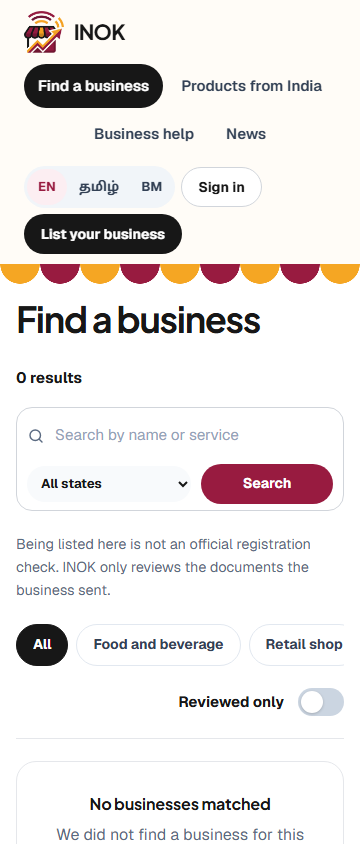 INOK
Find a business
Products from India
Business help
News
EN
தமிழ்
BM
Sign in
List your business
Find a business
0 results
Search by name or service
All states
Search
Being listed here is not an official registration
check. INOK only reviews the documents the
business sent.
All
Food and beverage
Retail shop
Reviewed only
No businesses matched
We did not find a business for this